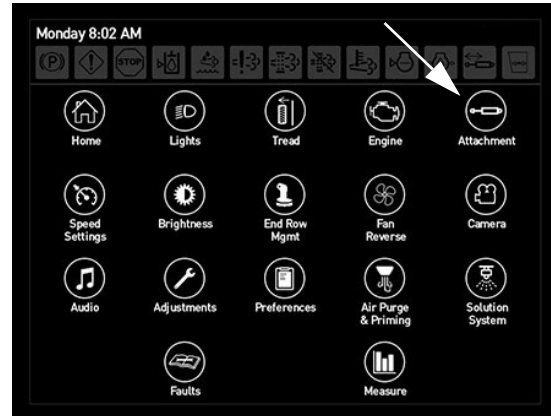 Monday 8:02 AM
(P)
STOP
Home
Lights
Tread
Engine
Attachment
Speed
Settings
Brightness
End Row
Mgmt
Fan
Reverse
Camera
Audio
Adjustments
Preferences
Air Purge
& Priming
Solution
System
Faults
Measure